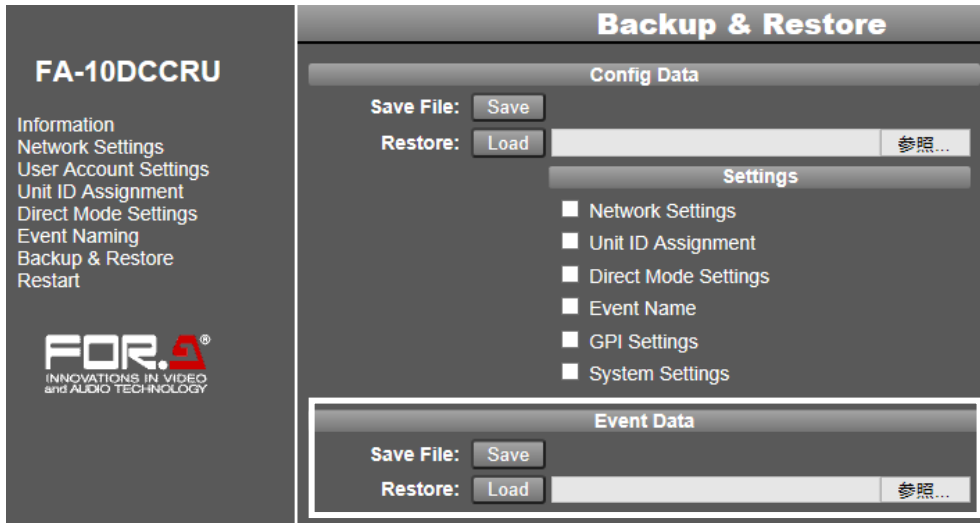 FA-10DCCRU
Information
Network Settings
User Account Settings
Unit ID Assignment
Direct Mode Settings
Event Naming
Backup & Restore
Restart
FOR.A®
INNOVATIONS IN VIDEO
and AUDIO TECHNOLOGY
Backup & Restore
Config Data
Save File: Save
Restore: Load 参照...
Settings
Network Settings
Unit ID Assignment
Direct Mode Settings
Event Name
GPI Settings
System Settings
Event Data
Save File: Save
Restore: Load 参照...